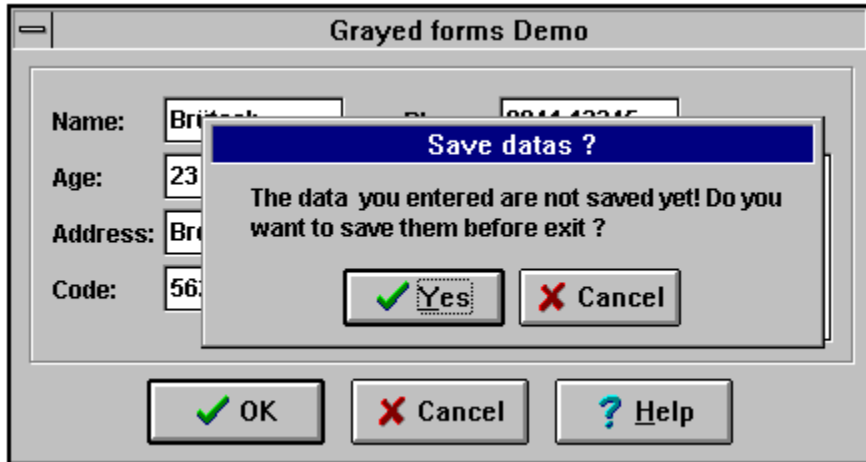 Grayed forms Demo
Name:
Age: 23
Address:
Code:
Save datas ?
The data you entered are not saved yet! Do you
want to save them before exit ?
Yes Cancel
OK Cancel Help